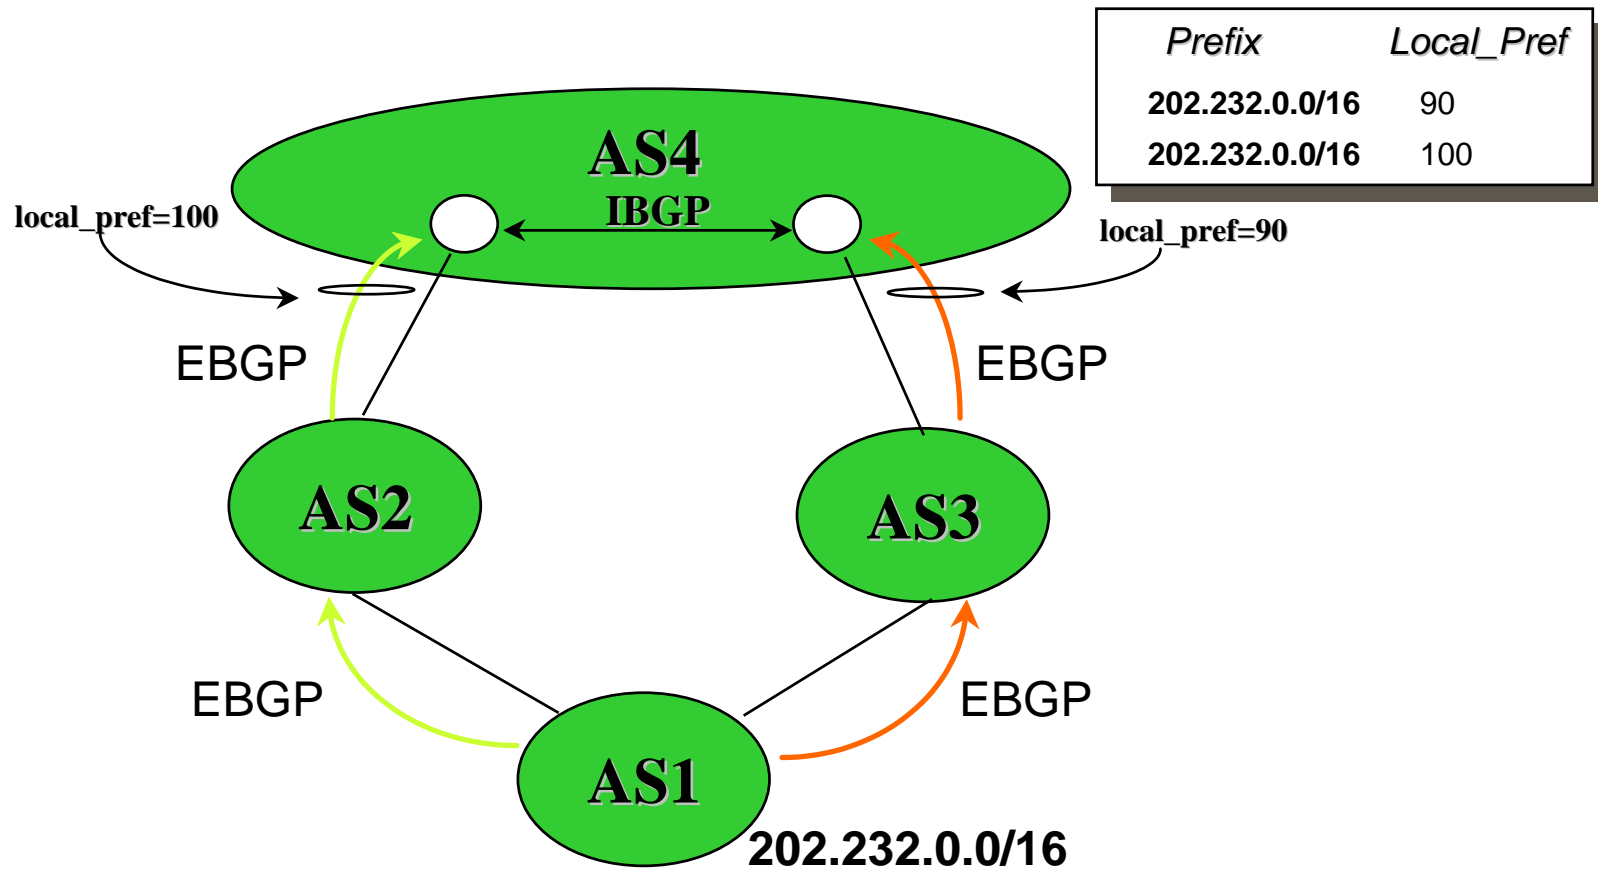 Prefix Local_Pref
202.232.0.0/16 90
202.232.0.0/16 100
AS4
IBGP
local_pref=100
local_pref=90
EBGP
EBGP
AS2
AS3
EBGP
EBGP
AS1
202.232.0.0/16